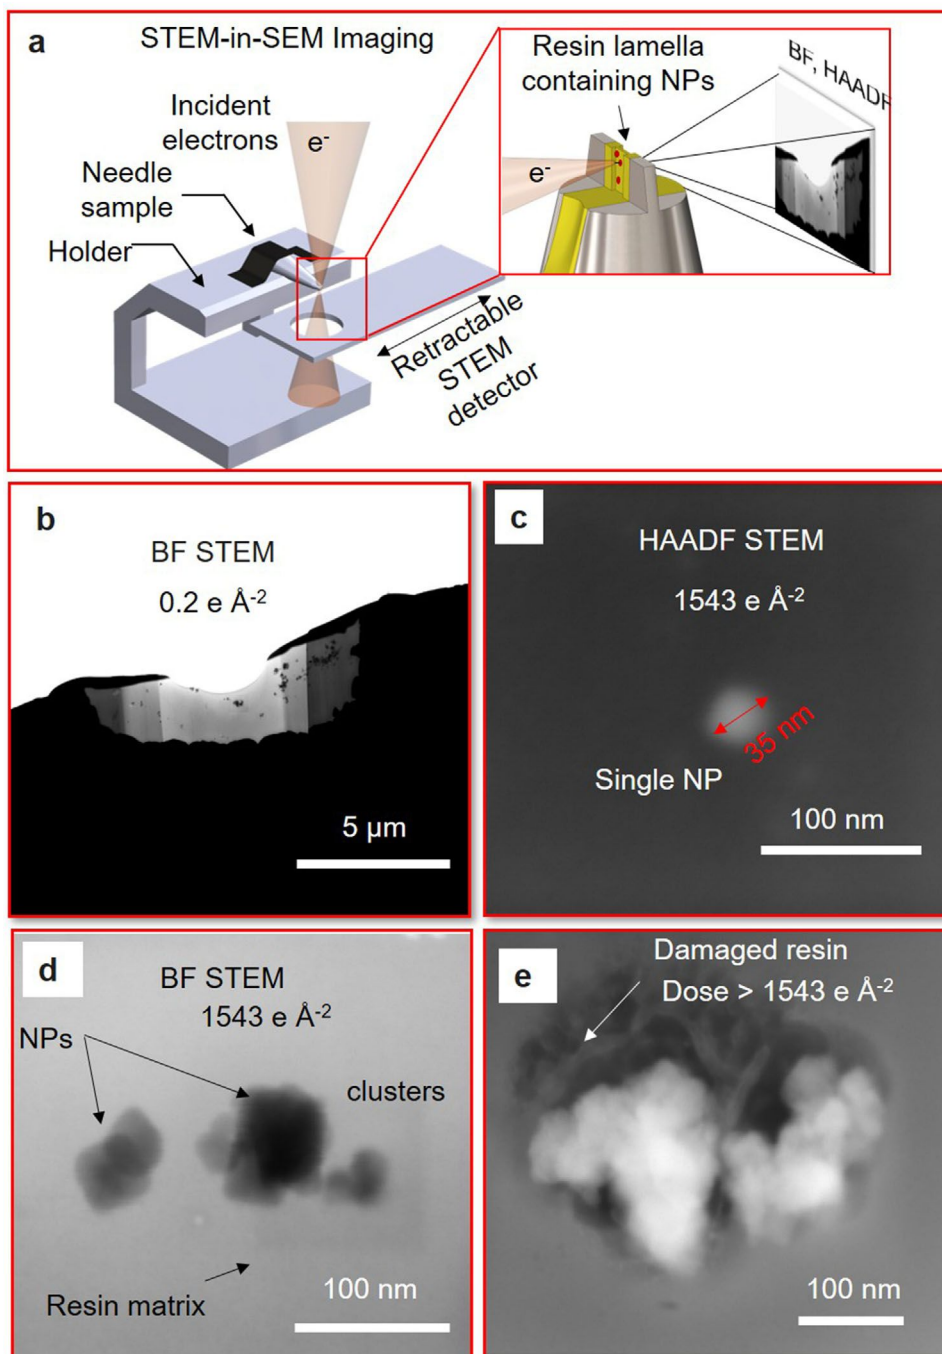 a
STEM-in-SEM Imaging
Incident
electrons
e-
Needle
sample
Holder
Retractable
STEM
detector
Resin lamella
containing NPs
e-
BF, HAADF
b
BF STEM
0.2 e Å-2
5 µm
c
HAADF STEM
1543 e Å-2
35 nm
Single NP
100 nm
d
BF STEM
1543 e Å-2
NPs
clusters
Resin matrix
100 nm
e
Damaged resin
Dose > 1543 e Å-2
100 nm